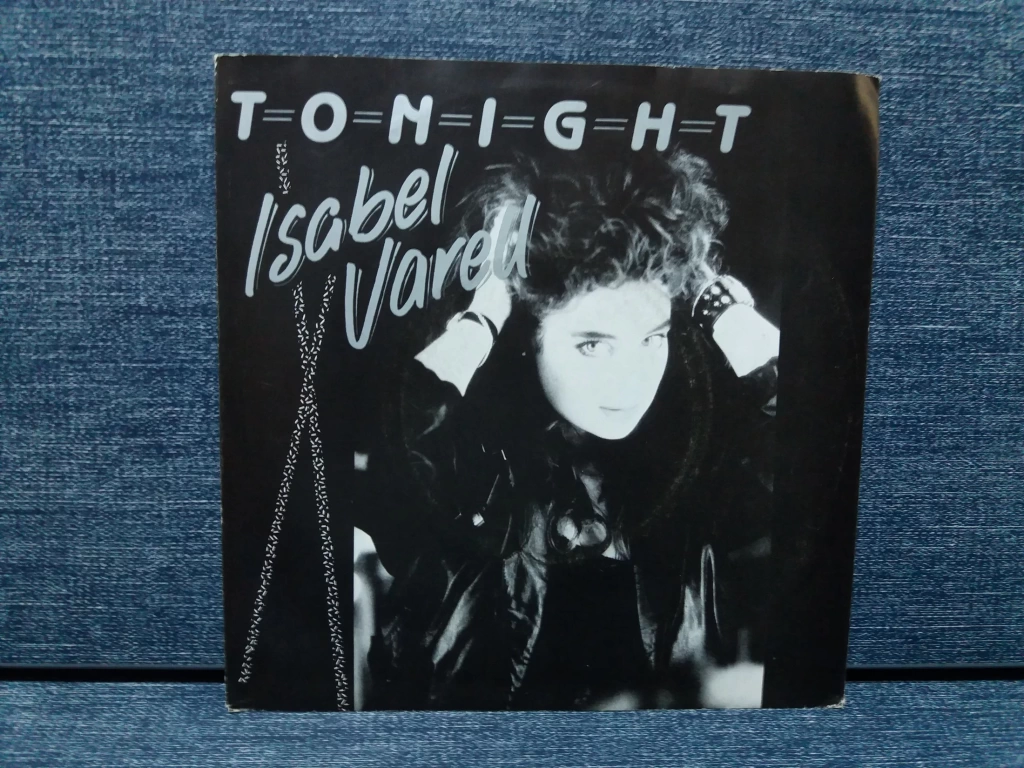 T=O=N=I=G=H=T
Isabel
Varell